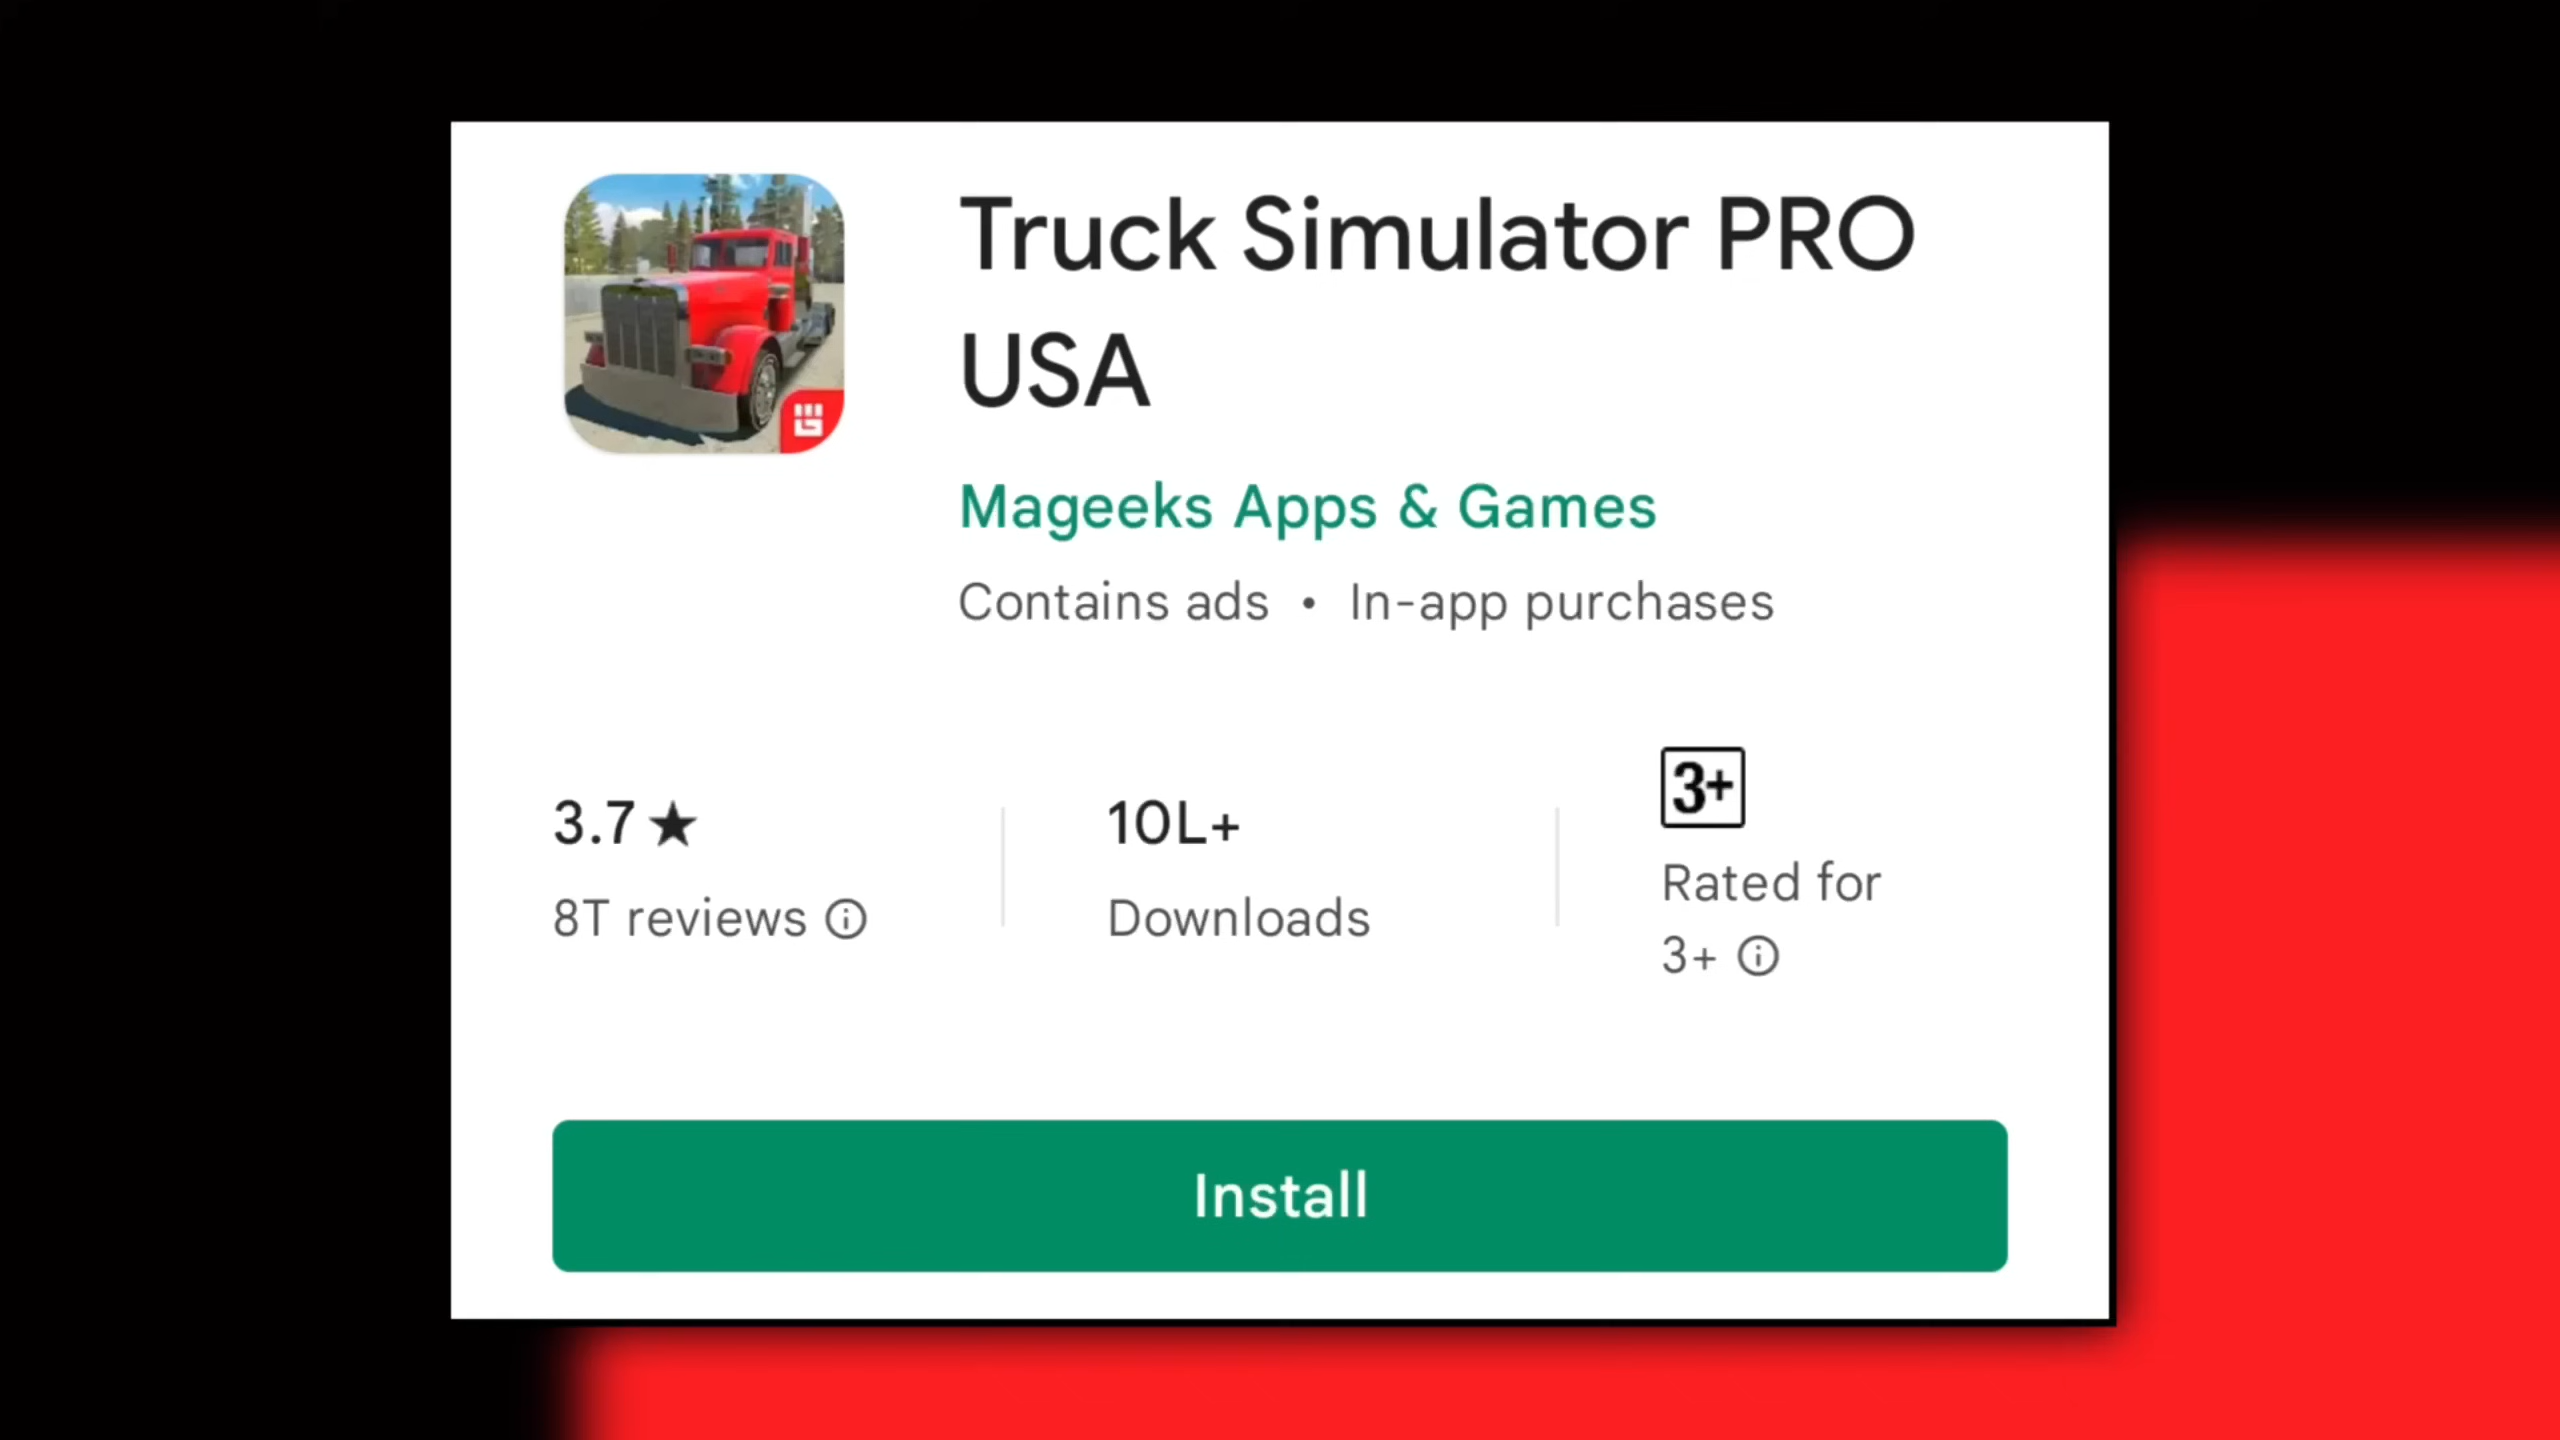 Truck Simulator PRO
USA
Mageeks Apps & Games
Contains ads • In-app purchases
3.7★
8T reviews
10L+
Downloads
3+
Rated for
3+
Install